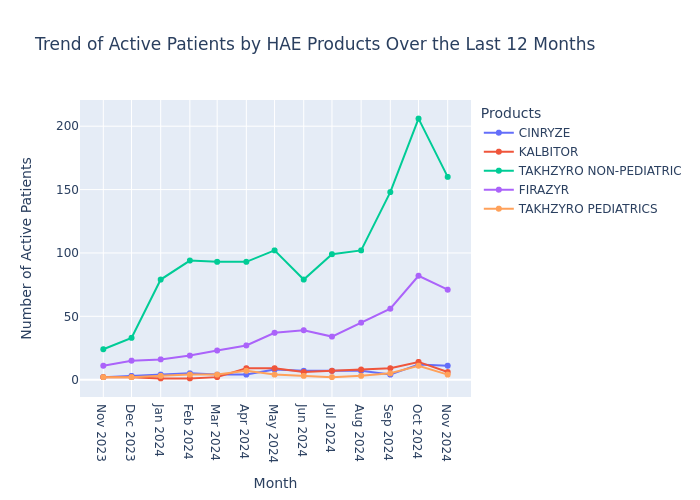 Trend of Active Patients by HAE Products Over the Last 12 Months
Products
CINRYZE
KALBITOR
TAKHZYRO NON-PEDIATRIC
FIRAZYR
TAKHZYRO PEDIATRICS
Number of Active Patients
200
150
100
50
0
Nov 2023
Dec 2023
Jan 2024
Feb 2024
Mar 2024
Apr 2024
May 2024
Jun 2024
Jul 2024
Aug 2024
Sep 2024
Oct 2024
Nov 2024
Month